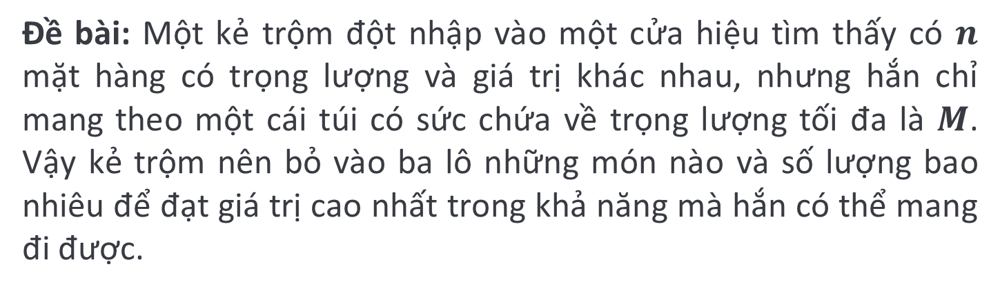 Đề bài: Một kẻ trộm đột nhập vào một cửa hiệu tìm thấy có n
mặt hàng có trọng lượng và giá trị khác nhau, nhưng hắn chỉ
mang theo một cái túi có sức chứa về trọng lượng tối đa là M.
Vậy kẻ trộm nên bỏ vào ba lô những món nào và số lượng bao
nhiêu để đạt giá trị cao nhất trong khả năng mà hắn có thể mang
đi được.